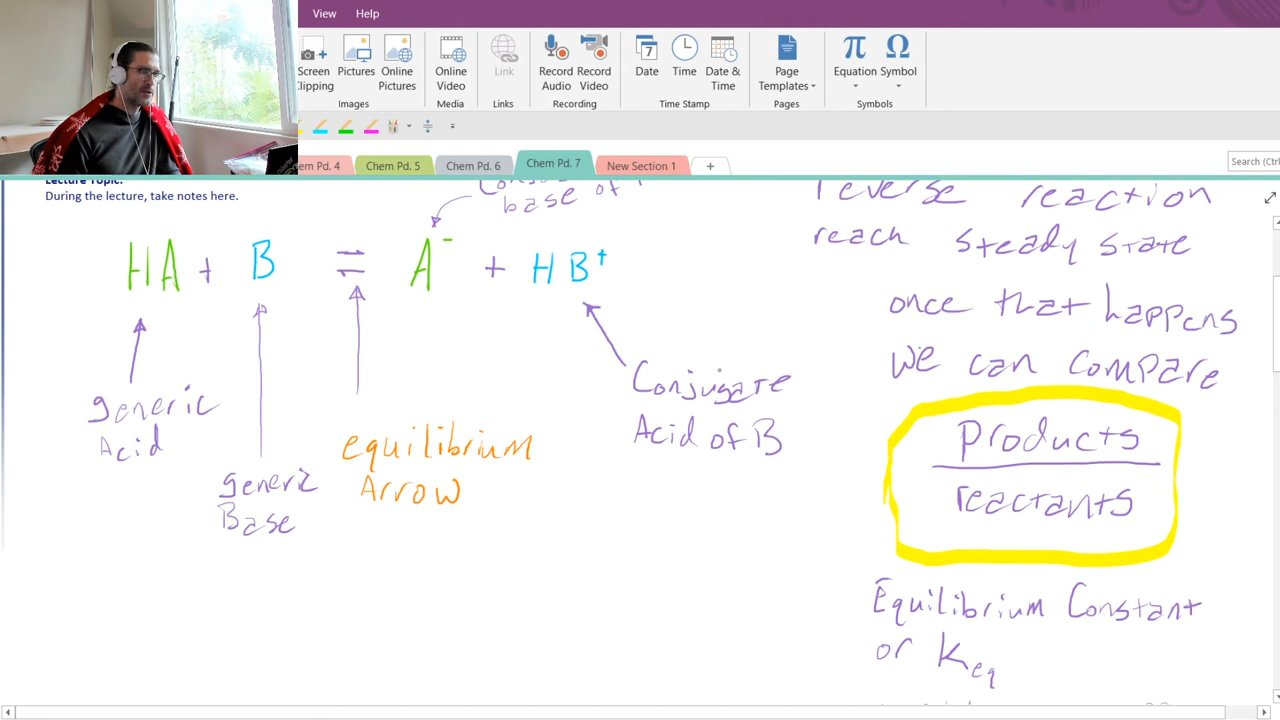 View Help
Screen Clipping
Pictures
Online Pictures
Online Video
Link
Record Audio
Record Video
Date
Time
Date & Time
Page Templates
Equation
Symbol
Images
Media
Links
Recording
Time Stamp
Pages
Symbols
Chem Pd. 5
Chem Pd. 6
Chem Pd. 7
New Section 1
+
Search (Ctrl
Lecture Topic:
During the lecture, take notes here.
base of
HA + B ⇌ A⁻ + HB⁺
generic
Acid
generic
Base
equilibrium
Arrow
Conjugate
Acid of B
reverse reaction
reach steady state
once that happens
we can compare
products
reactants
Equilibrium Constant
or Keq